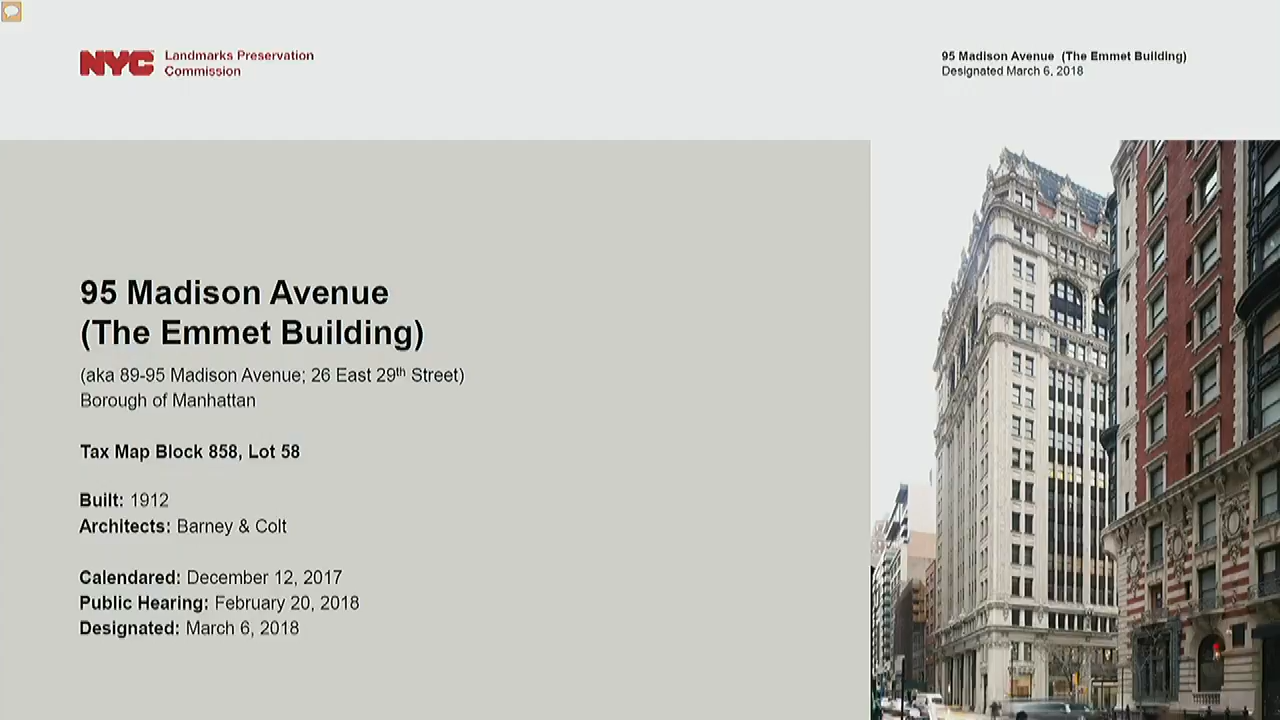 NYC Landmarks Preservation
Commission
95 Madison Avenue (The Emmet Building)
Designated March 6, 2018
95 Madison Avenue
(The Emmet Building)
(aka 89-95 Madison Avenue; 26 East 29th Street)
Borough of Manhattan
Tax Map Block 858, Lot 58
Built: 1912
Architects: Barney & Colt
Calendared: December 12, 2017
Public Hearing: February 20, 2018
Designated: March 6, 2018